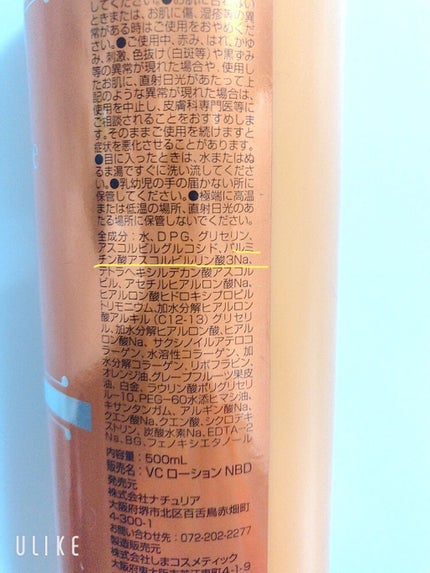 してください。●お肌に合わない
ときまたは、お肌に傷、湿疹等の異
常がある時はご使用をおやめくだ
●ご使用中、赤み、はれ、かゆ
み、刺激、色抜け(白斑等)や黒ずみ
等の異常が現れた場合や、使用し
たお肌に、直射日光があたって上
記のような異常が現れた場合は、
使用を中止し、皮膚科専門医等に
ご相談されることをおすすめしま
す。そのままご使用を続けますと
症状を悪化させることがあります。
●目に入ったときは、水またはぬ
るま湯ですぐに洗い流してくださ
い。●乳幼児の手の届かない所に
保管してください。●極端に高温
または低温の場所、直射日光のあ
たる場所に保管しないでください。
全成分:水、DPG、グリセリン、
アスコルビルグルコシド、パルミ
チン酸アスコルビルリン酸3Na、
テトラヘキシルデカン酸アスコル
ビル、アセチルヒアルロン酸Na、
ヒアルロン酸ヒドロキシプロピル
トリモニウム、加水分解ヒアルロン
酸アルキル(C12-13)グリセリ
ル、加水分解ヒアルロン酸、ヒアル
ロン酸Na、サクシノイルアテロコ
ラーゲン、水溶性コラーゲン、加
水分解コラーゲン、リボフラビン、
オレンジ油、グレープフルーツ果皮
油、白金、ラウリン酸ポリグリセリ
ル-10、PEG-60水添ヒマシ油、
キサンタンガム、アルギン酸Na、
クエン酸Na、クエン酸、シクロデキ
ストリン、炭酸水素Na、EDTA-2
Na、BG、フェノキシエタノール
内容量:500mL
販売名:VC ローション NBD
発売元
株式会社ナチュリア
大阪府堺市北区百舌鳥赤畑町
4-300-1
お問い合わせ先:072-202-2277
製造販売元
株式会社しまコスメティック
大阪府東大阪市
4-1-9
ULIKE